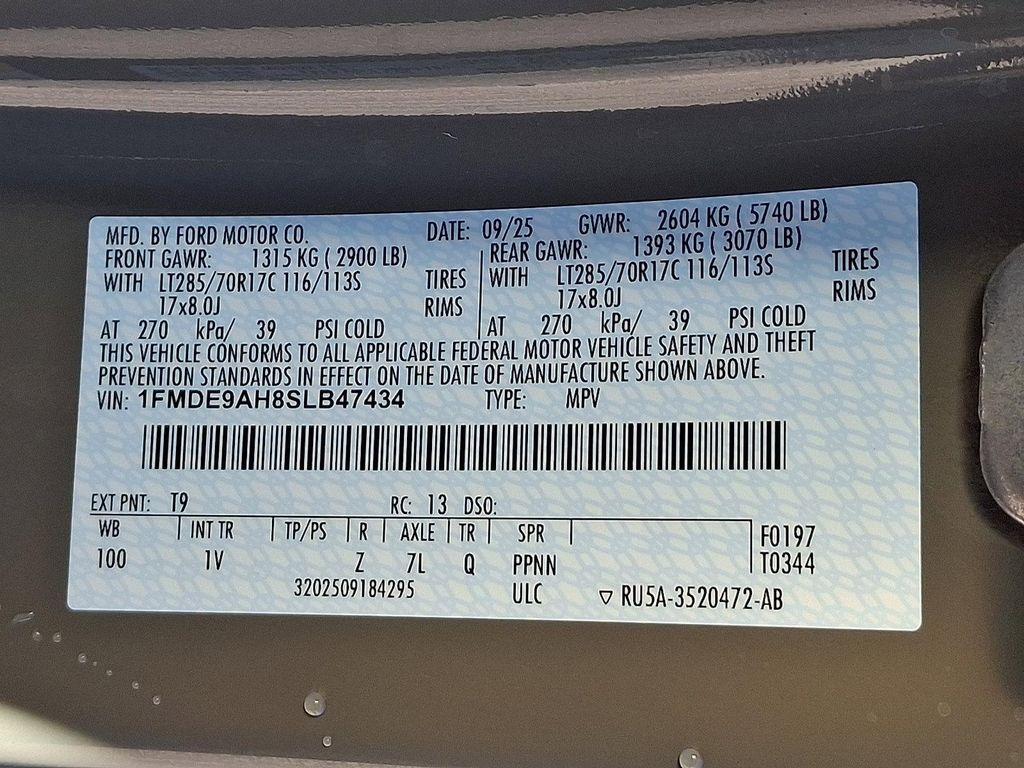 MFD. BY FORD MOTOR CO. DATE: 09/25 GVWR: 2604 KG ( 5740 LB)
FRONT GAWR: 1315 KG ( 2900 LB) REAR GAWR: 1393 KG ( 3070 LB)
WITH LT285/70R17C 116/113S TIRES WITH LT285/70R17C 116/113S TIRES
17x8.0J RIMS 17x8.0J RIMS
AT 270 kPa/ 39 PSI COLD AT 270 kPa/ 39 PSI COLD
THIS VEHICLE CONFORMS TO ALL APPLICABLE FEDERAL MOTOR VEHICLE SAFETY AND THEFT
PREVENTION STANDARDS IN EFFECT ON THE DATE OF MANUFACTURE SHOWN ABOVE.
VIN: 1FMDE9AH8SLB47434 TYPE: MPV
EXT PNT: T9 RC: 13 DSO:
WB INT TR TP/PS R AXLE TR SPR F0197
100 1V Z 7L Q PPNN T0344
3202509184295 ULC ▽ RU5A-3520472-AB